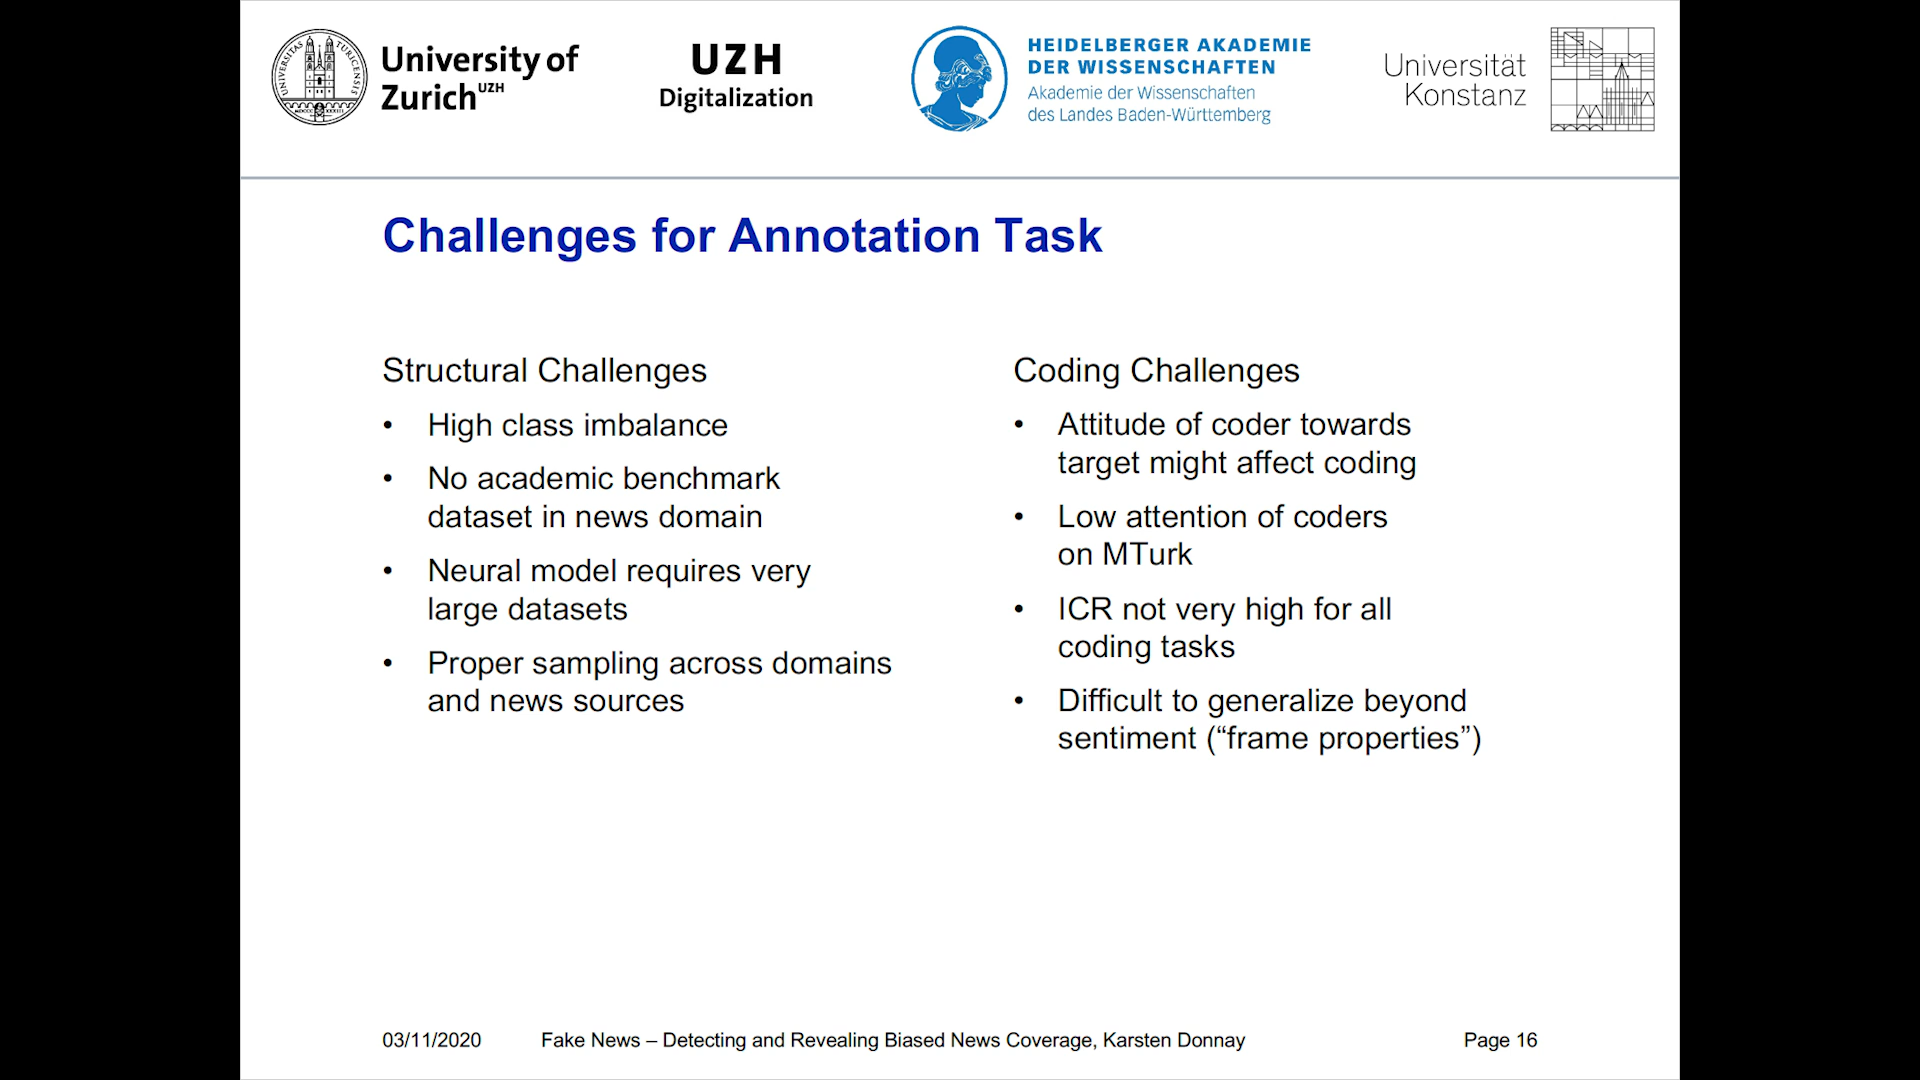 University of
Zurich UZH
UZH
Digitalization
HEIDELBERGER AKADEMIE
DER WISSENSCHAFTEN
Akademie der Wissenschaften
des Landes Baden-Württemberg
Universität
Konstanz
Challenges for Annotation Task
Structural Challenges
• High class imbalance
• No academic benchmark
dataset in news domain
• Neural model requires very
large datasets
• Proper sampling across domains
and news sources
Coding Challenges
• Attitude of coder towards
target might affect coding
• Low attention of coders
on MTurk
• ICR not very high for all
coding tasks
• Difficult to generalize beyond
sentiment (“frame properties”)
03/11/2020 Fake News – Detecting and Revealing Biased News Coverage, Karsten Donnay Page 16